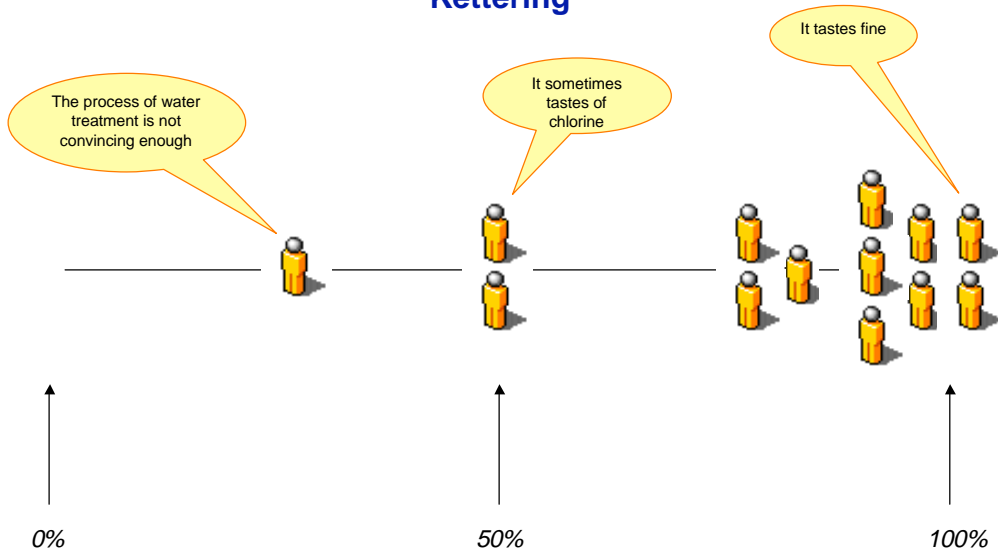 Kettering
It tastes fine
The process of water
treatment is not
convincing enough
It sometimes
tastes of
chlorine
0%
50%
100%